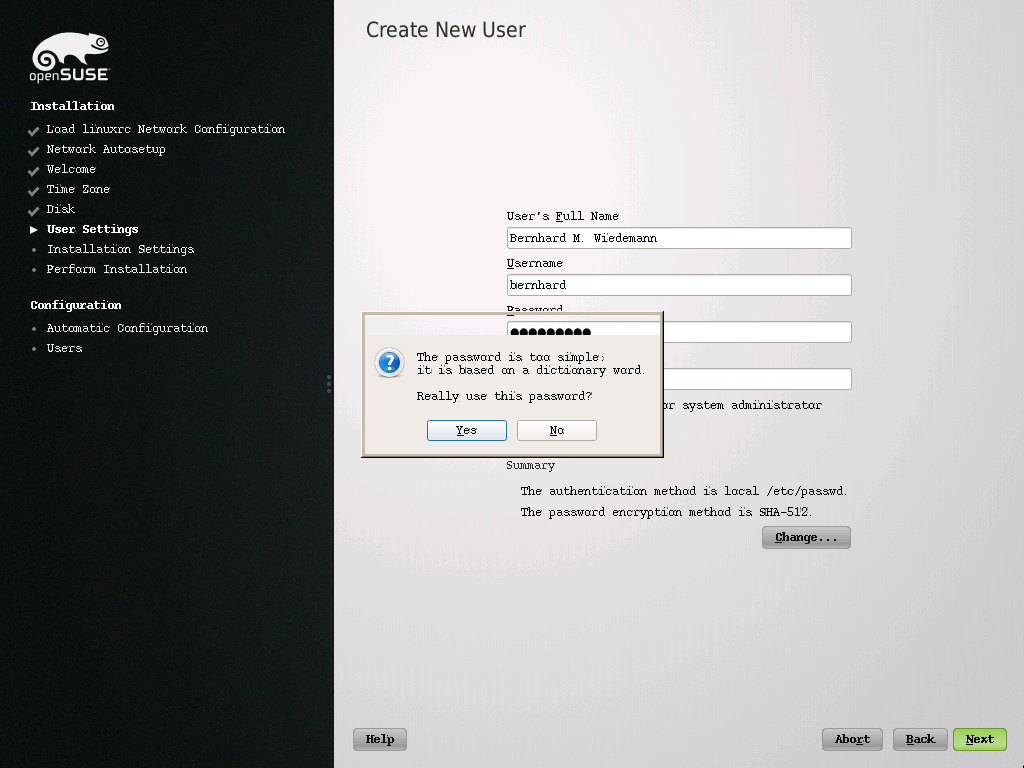 openSUSE
Installation
Load linuxrc Network Configuration
Network Autosetup
Welcome
Time Zone
Disk
User Settings
Installation Settings
Perform Installation
Configuration
Automatic Configuration
Users
Create New User
User's Full Name
Bernhard M. Wiedemann
Username
bernhard
Password
●●●●●●●●●
The password is too simple:
it is based on a dictionary word.
Really use this password?
Yes No
system administrator
Summary
The authentication method is local /etc/passwd.
The password encryption method is SHA-512.
Change...
Help Abort Back Next